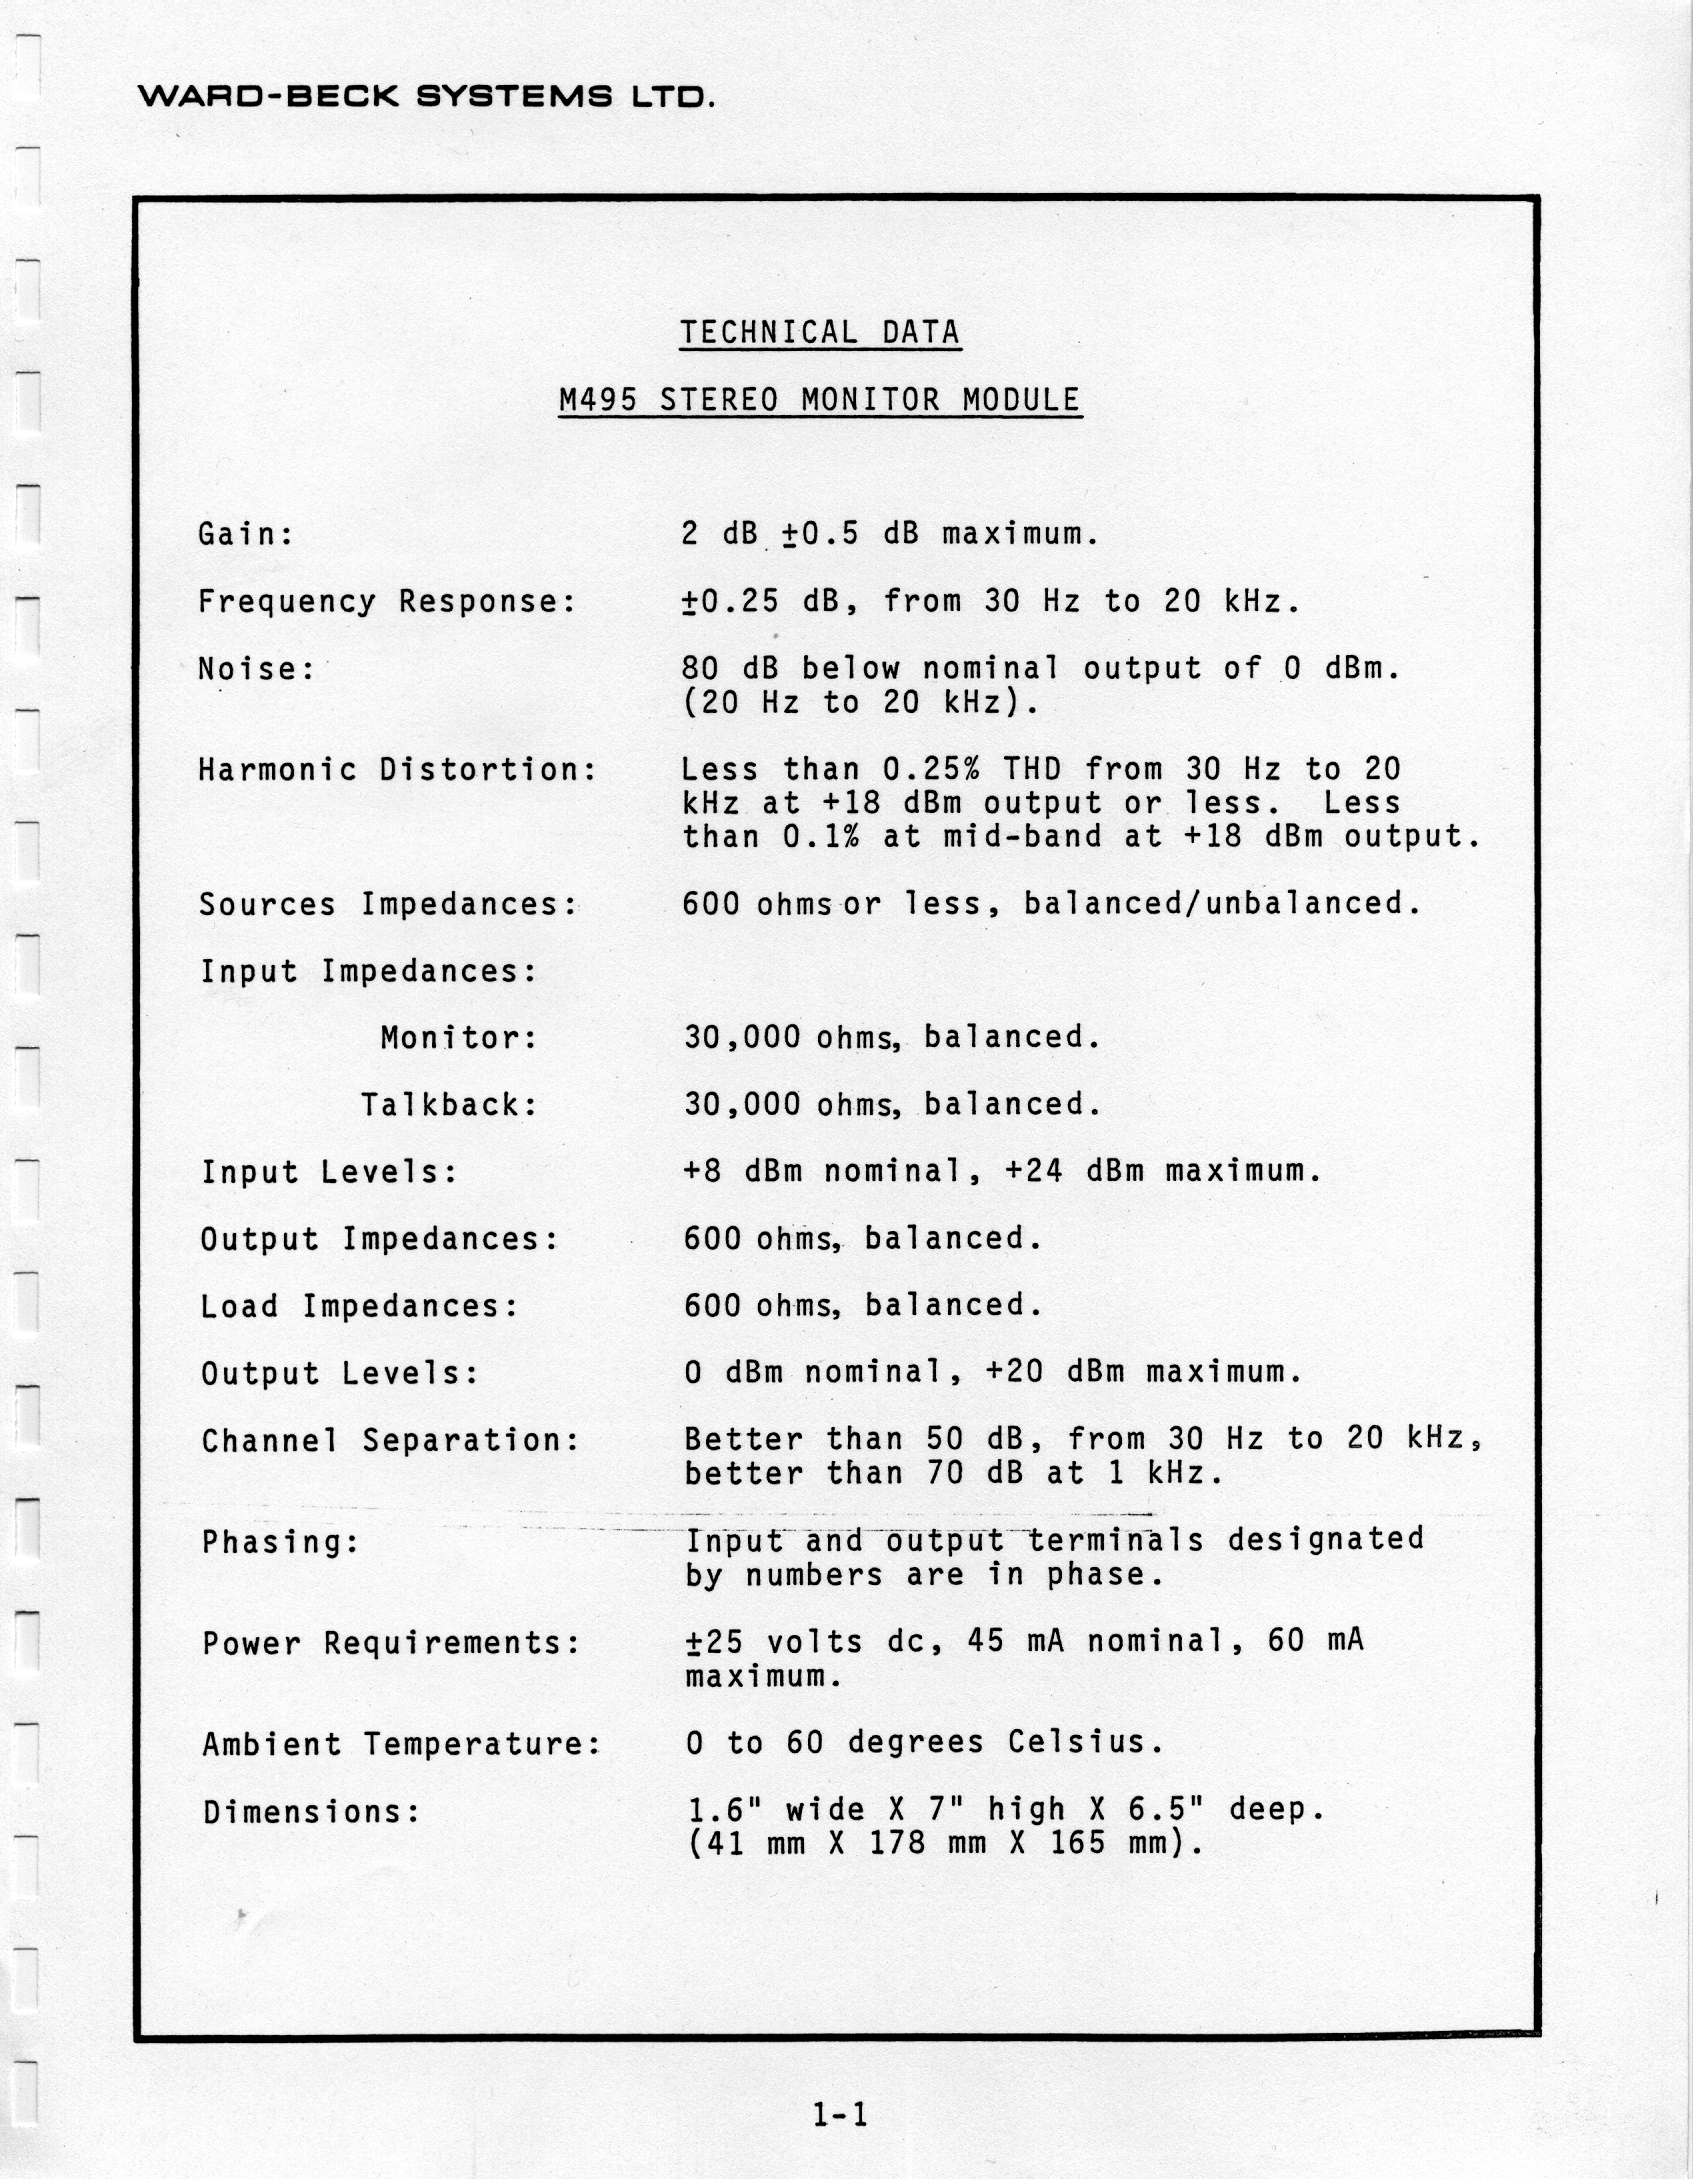 WARD-BECK SYSTEMS LTD.
TECHNICAL DATA
M495 STEREO MONITOR MODULE
Gain: 2 dB ±0.5 dB maximum.
Frequency Response: ±0.25 dB, from 30 Hz to 20 kHz.
Noise: 80 dB below nominal output of 0 dBm.
(20 Hz to 20 kHz).
Harmonic Distortion: Less than 0.25% THD from 30 Hz to 20
kHz at +18 dBm output or less. Less
than 0.1% at mid-band at +18 dBm output.
Sources Impedances: 600 ohms or less, balanced/unbalanced.
Input Impedances:
Monitor: 30,000 ohms, balanced.
Talkback: 30,000 ohms, balanced.
Input Levels: +8 dBm nominal, +24 dBm maximum.
Output Impedances: 600 ohms, balanced.
Load Impedances: 600 ohms, balanced.
Output Levels: 0 dBm nominal, +20 dBm maximum.
Channel Separation: Better than 50 dB, from 30 Hz to 20 kHz,
better than 70 dB at 1 kHz.
Phasing: Input and output terminals designated
by numbers are in phase.
Power Requirements: ±25 volts dc, 45 mA nominal, 60 mA
maximum.
Ambient Temperature: 0 to 60 degrees Celsius.
Dimensions: 1.6" wide X 7" high X 6.5" deep.
(41 mm X 178 mm X 165 mm).
1-1